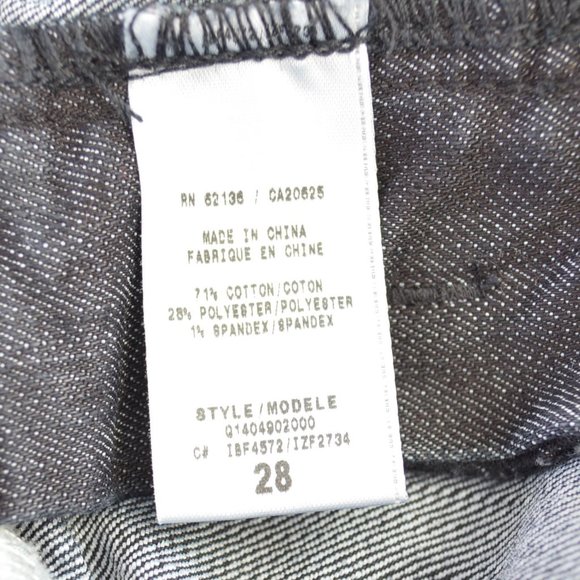 RN 62136 / CA20625
MADE IN CHINA
FABRIQUE EN CHINE
71% COTTON/COTON
28% POLYESTER/POLYESTER
1% SPANDEX/SPANDEX
STYLE/MODELE
Q1404902000
C# IBF4572/IZF2734
28